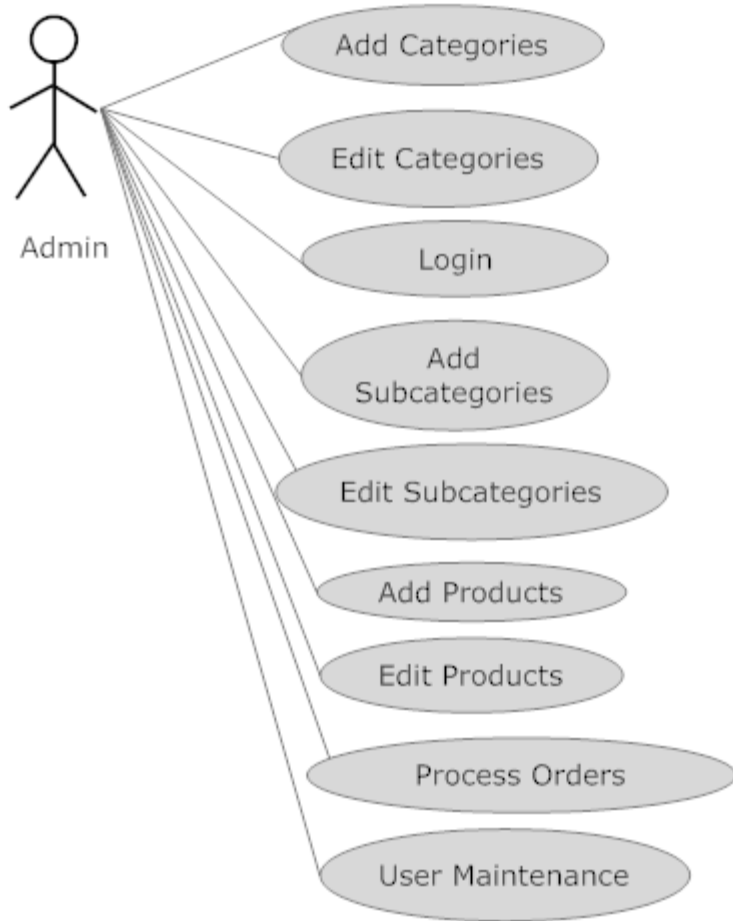 Add Categories
Edit Categories
Admin
Login
Add
Subcategories
Edit Subcategories
Add Products
Edit Products
Process Orders
User Maintenance